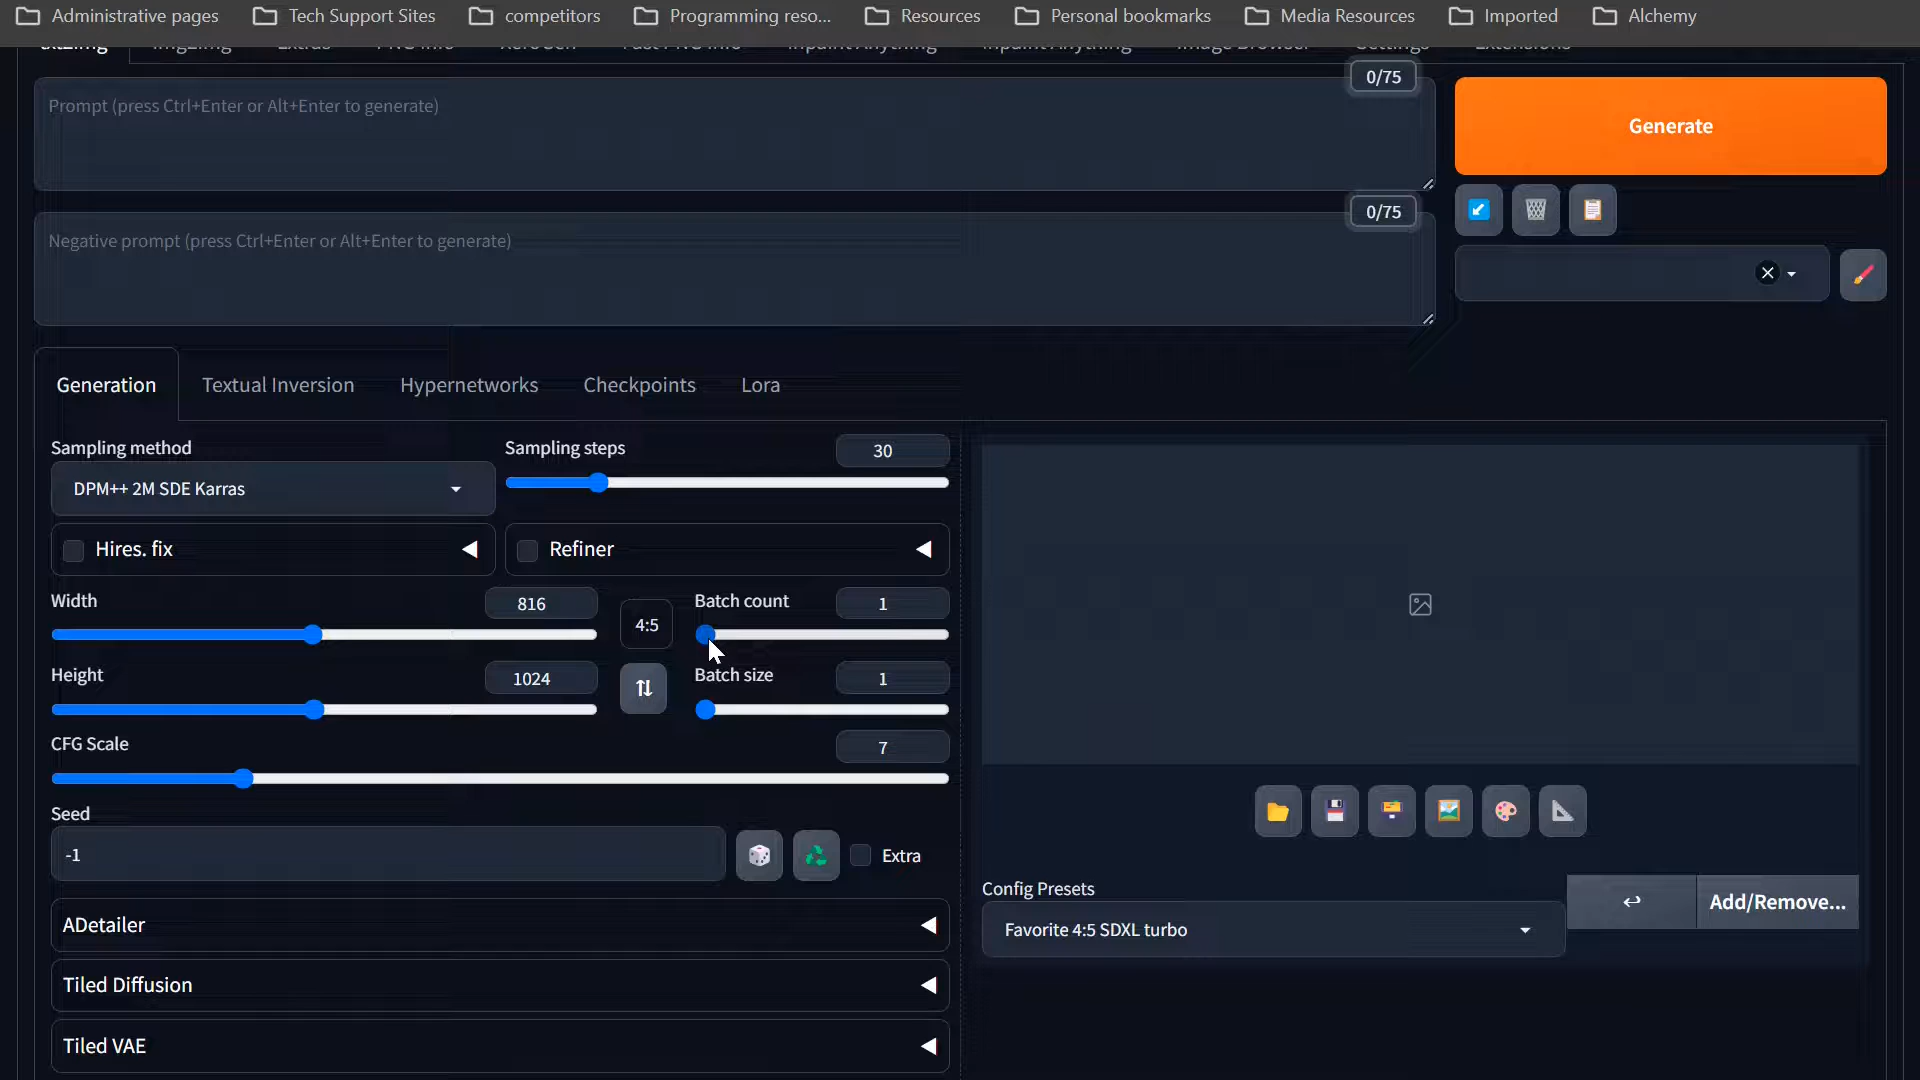 Administrative pages
Tech Support Sites
competitors
Programming reso...
Resources
Personal bookmarks
Media Resources
Imported
Alchemy
0/75
Prompt (press Ctrl+Enter or Alt+Enter to generate)
Generate
0/75
Negative prompt (press Ctrl+Enter or Alt+Enter to generate)
Generation
Textual Inversion
Hypernetworks
Checkpoints
Lora
Sampling method
Sampling steps
30
DPM++ 2M SDE Karras
Hires. fix
Refiner
Width
816
4:5
Batch count
1
Height
1024
Batch size
1
CFG Scale
7
Seed
-1
Extra
ADetailer
Tiled Diffusion
Tiled VAE
Config Presets
Favorite 4:5 SDXL turbo
Add/Remove...